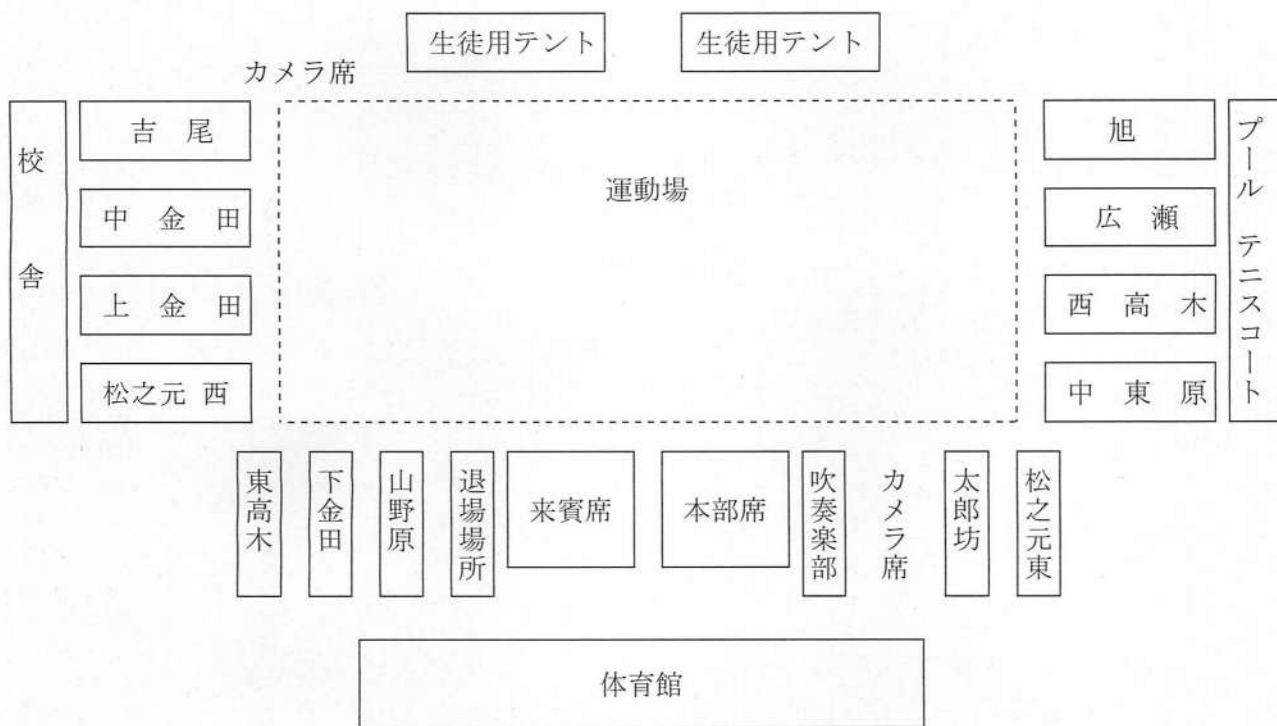 生徒用テント
生徒用テント
カメラ席
校舎
吉尾
中金田
上金田
松之元 西
運動場
旭
広瀬
西高木
中東原
プール テニスコート
東高木
下金田
山野原
退場場所
来賓席
本部席
吹奏楽部
カメラ席
太郎坊
松之元東
体育館